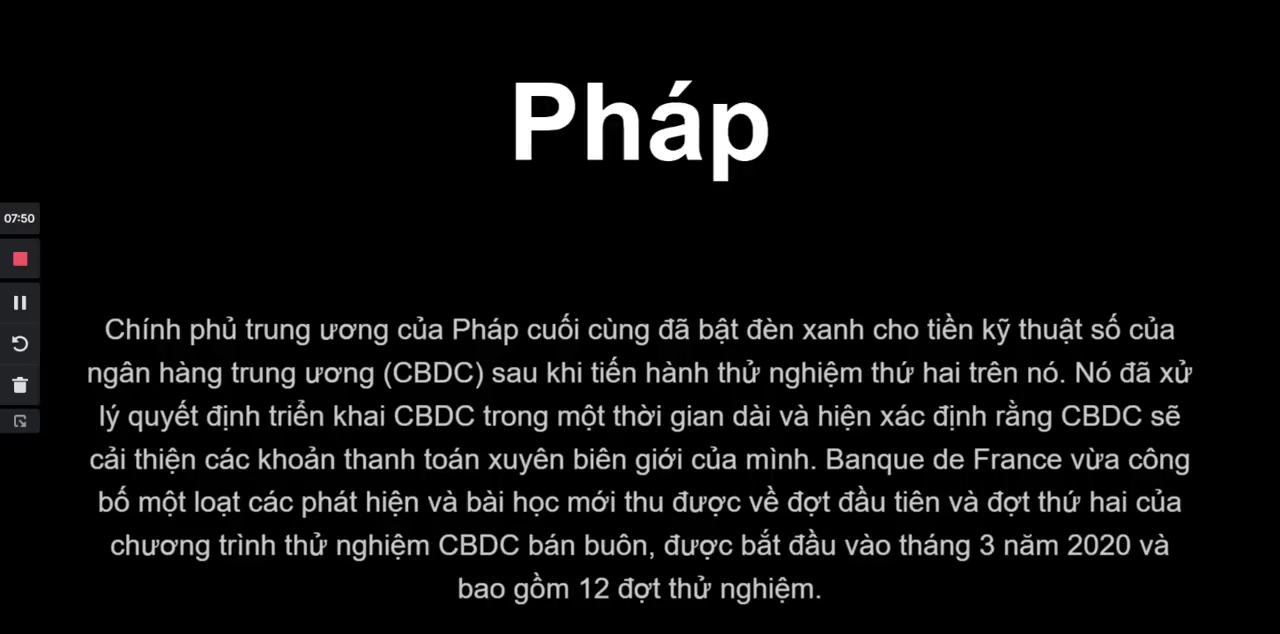 Pháp
07:50
Chính phủ trung ương của Pháp cuối cùng đã bật đèn xanh cho tiền kỹ thuật số của
ngân hàng trung ương (CBDC) sau khi tiến hành thử nghiệm thứ hai trên nó. Nó đã xử
lý quyết định triển khai CBDC trong một thời gian dài và hiện xác định rằng CBDC sẽ
cải thiện các khoản thanh toán xuyên biên giới của mình. Banque de France vừa công
bố một loạt các phát hiện và bài học mới thu được về đợt đầu tiên và đợt thứ hai của
chương trình thử nghiệm CBDC bán buôn, được bắt đầu vào tháng 3 năm 2020 và
bao gồm 12 đợt thử nghiệm.